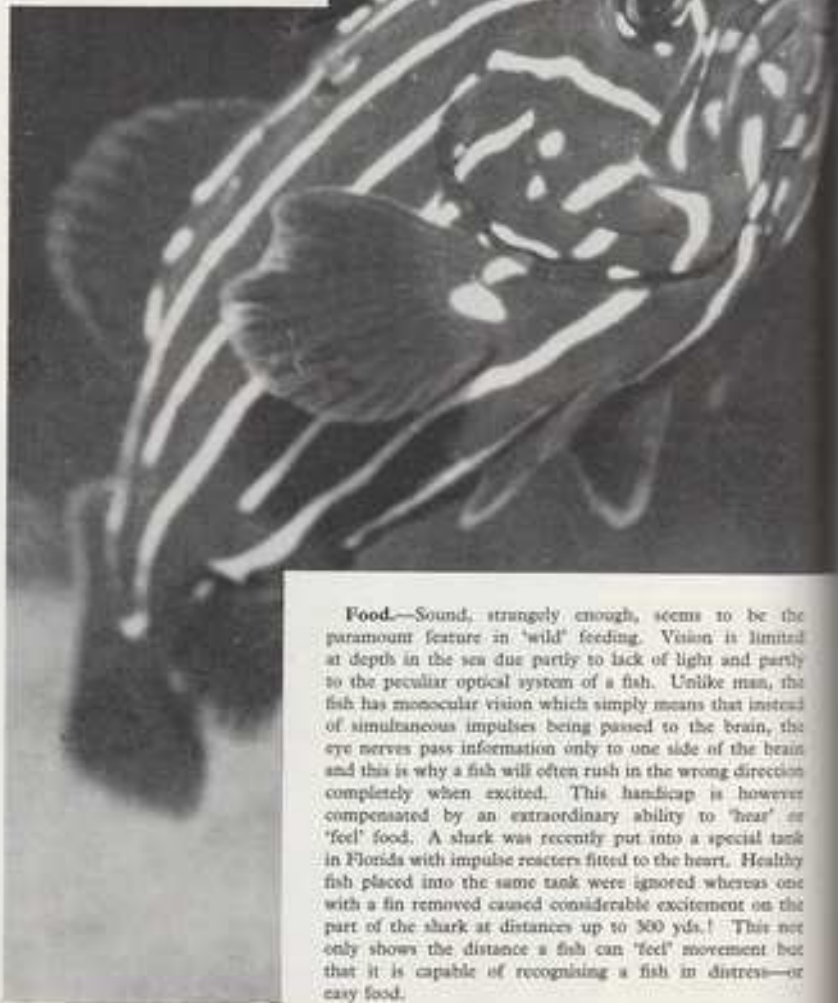 Food.—Sound, strangely enough, seems to be the
paramount feature in 'wild' feeding. Vision is limited
at depth in the sea due partly to lack of light and partly
to the peculiar optical system of a fish. Unlike man, the
fish has monocular vision which simply means that instead
of simultaneous impulses being passed to the brain, the
eye nerves pass information only to one side of the brain
and this is why a fish will often rush in the wrong direction
completely when excited. This handicap is however
compensated by an extraordinary ability to 'hear' or
'feel' food. A shark was recently put into a special tank
in Florida with impulse reacters fitted to the heart. Healthy
fish placed into the same tank were ignored whereas one
with a fin removed caused considerable excitement on the
part of the shark at distances up to 300 yds.! This not
only shows the distance a fish can 'feel' movement but
that it is capable of recognising a fish in distress—or
easy food.